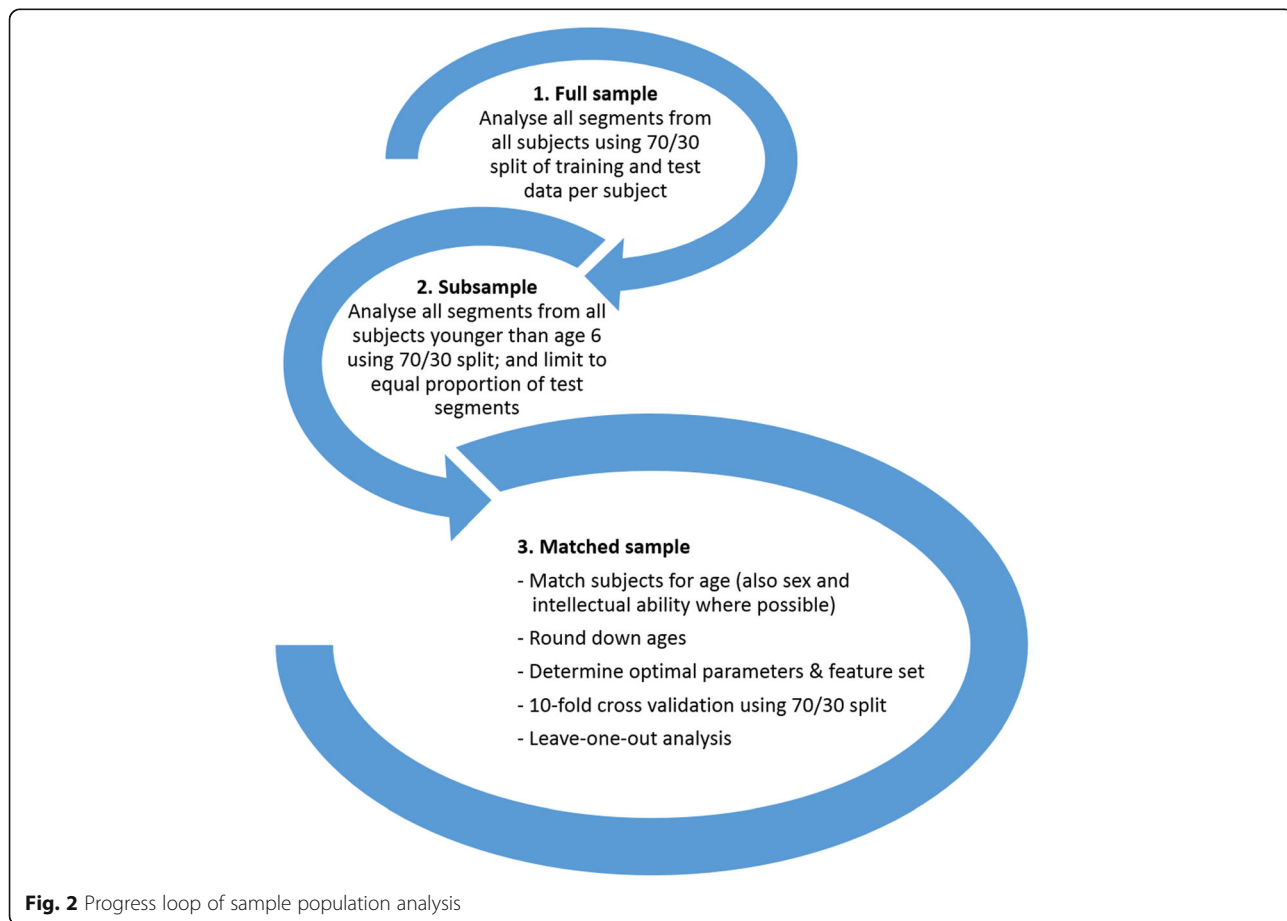 1. Full sample
Analyse all segments from
all subjects using 70/30
split of training and test
data per subject
2. Subsample
Analyse all segments from all
subjects younger than age 6
using 70/30 split; and limit to
equal proportion of test
segments
3. Matched sample
- Match subjects for age (also sex and
intellectual ability where possible)
- Round down ages
- Determine optimal parameters & feature set
- 10-fold cross validation using 70/30 split
- Leave-one-out analysis
Fig. 2 Progress loop of sample population analysis